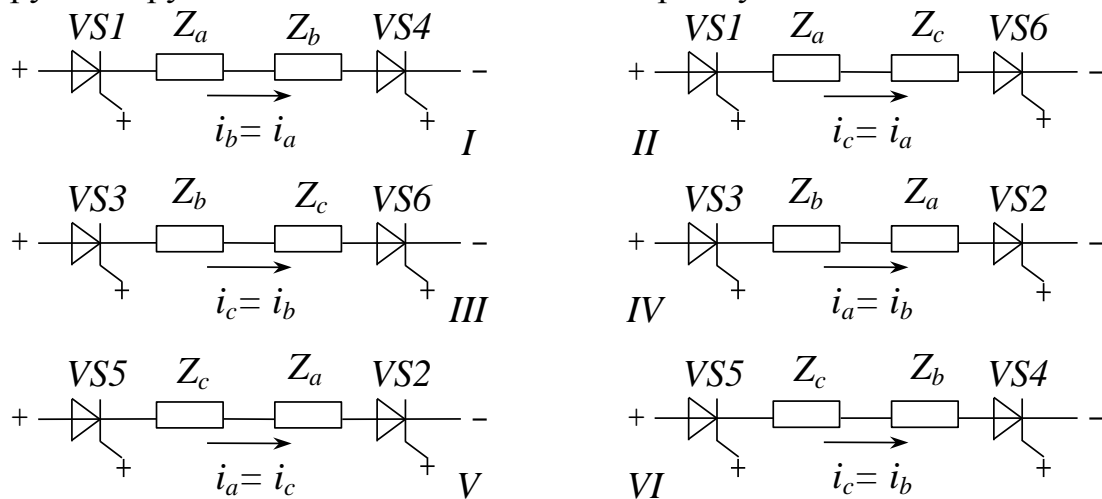 VS1 Z_a Z_b VS4
+ + + –
i_b= i_a I
VS1 Z_a Z_c VS6
+ + + –
i_c= i_a II
VS3 Z_b Z_c VS6
+ + + –
i_c= i_b III
VS3 Z_b Z_a VS2
+ + + –
i_a= i_b IV
VS5 Z_c Z_a VS2
+ + + –
i_a= i_c V
VS5 Z_c Z_b VS4
+ + + –
i_c= i_b VI